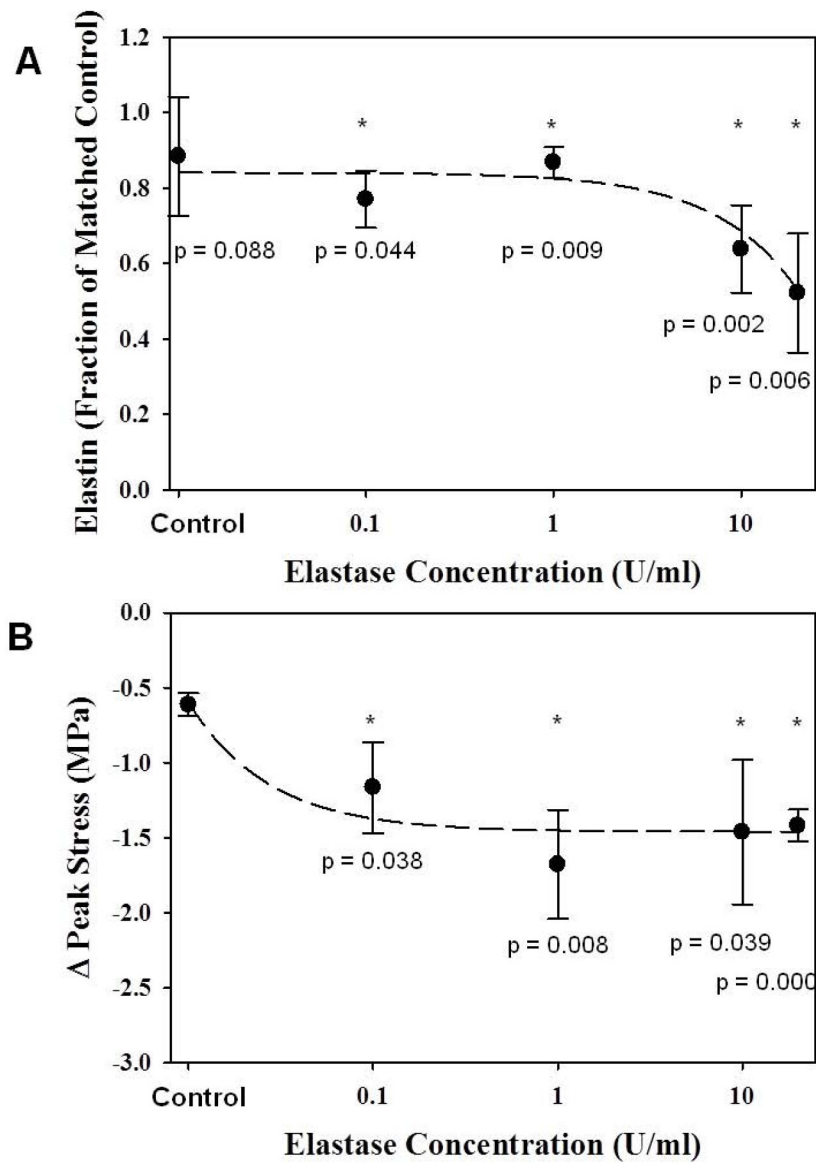 A
Elastin (Fraction of Matched Control)
1.2
1.0
0.8
0.6
0.4
0.2
0.0
*
*
*
*
p = 0.088
p = 0.044
p = 0.009
p = 0.002
p = 0.006
Control
0.1
1
10
Elastase Concentration (U/ml)
B
Δ Peak Stress (MPa)
0.0
-0.5
-1.0
-1.5
-2.0
-2.5
-3.0
*
*
*
*
p = 0.038
p = 0.008
p = 0.039
p = 0.000
Control
0.1
1
10
Elastase Concentration (U/ml)